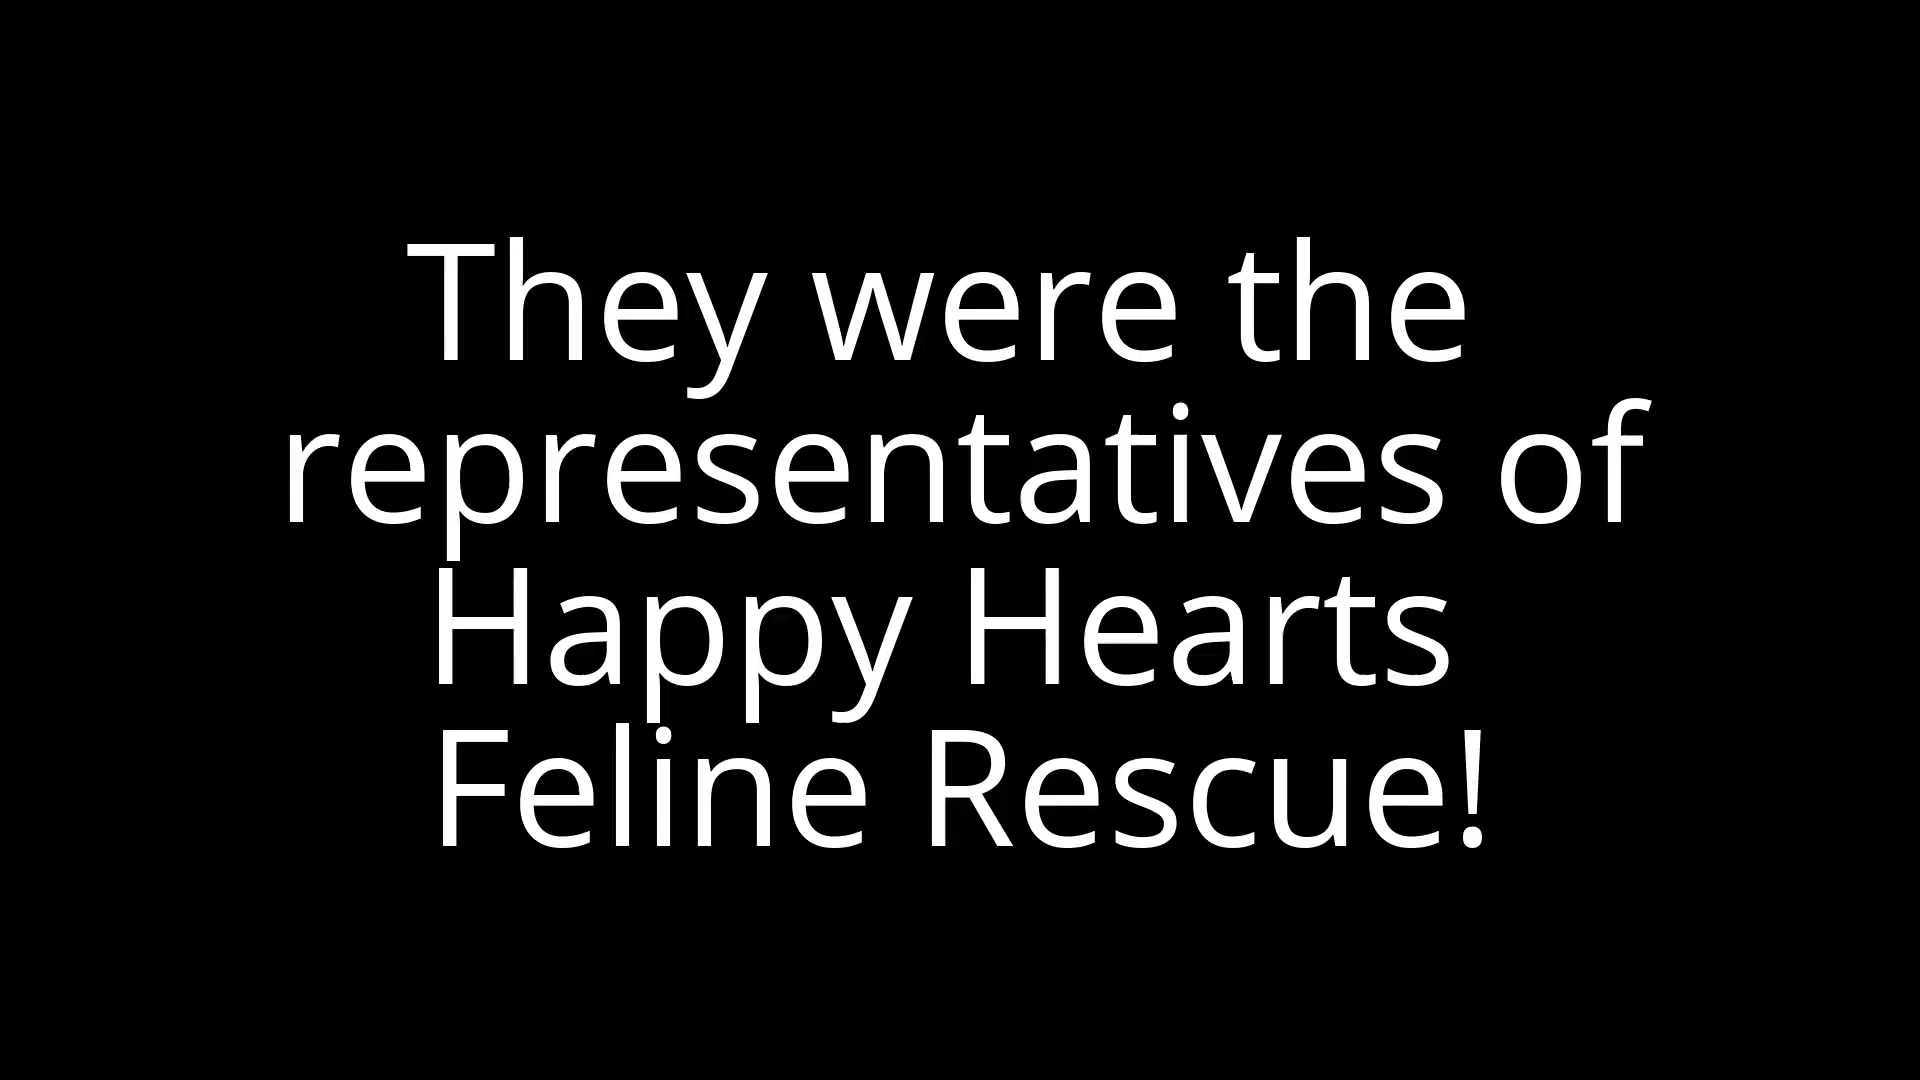 They were the
representatives of
Happy Hearts
Feline Rescue!